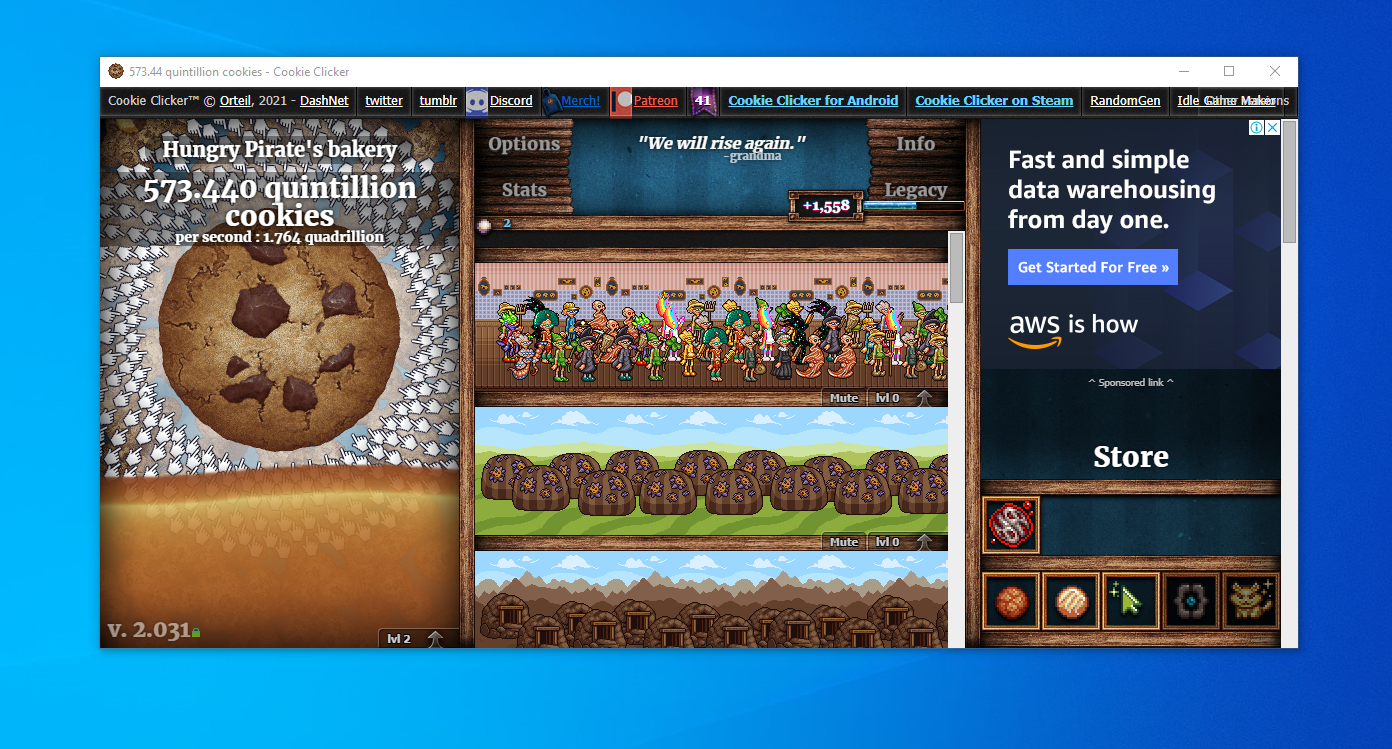 573.44 quintillion cookies - Cookie Clicker
Cookie Clicker™ © Orteil, 2021 - DashNet
twitter
tumblr
Discord
Merch!
Patreon
41
Cookie Clicker for Android
Cookie Clicker on Steam
RandomGen
Idle Game Maker
Hungry Pirate's bakery
573.440 quintillion
cookies
per second : 1.764 quadrillion
v. 2.031
lvl 2
Options
Stats
"We will rise again."
-grandma
Info
Legacy
+1,558
2
Mute
lvl 0
Mute
lvl 0
Fast and simple
data warehousing
from day one.
Get Started For Free »
aws is how
^ Sponsored link ^
Store